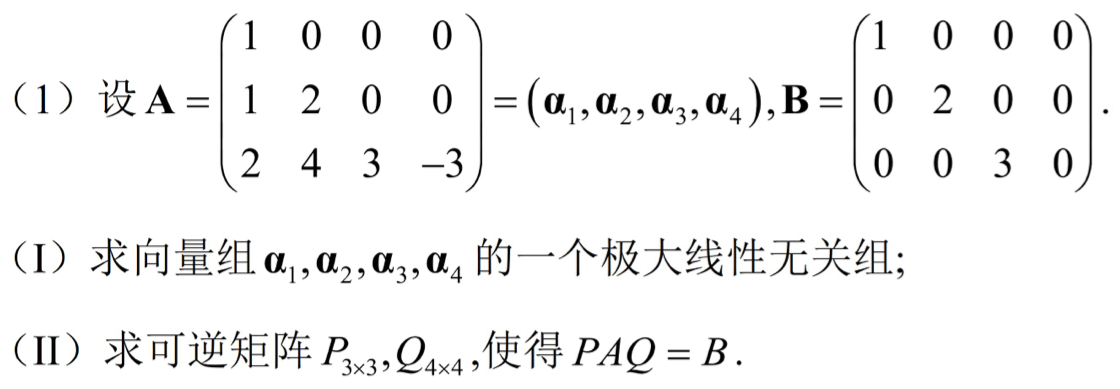 （1）设 $\mathbf{A}=\begin{pmatrix}1&0&0&0\\1&2&0&0\\2&4&3&-3\end{pmatrix}=(\boldsymbol{\alpha}_1,\boldsymbol{\alpha}_2,\boldsymbol{\alpha}_3,\boldsymbol{\alpha}_4),\mathbf{B}=\begin{pmatrix}1&0&0&0\\0&2&0&0\\0&0&3&0\end{pmatrix}.$
（I）求向量组 $\boldsymbol{\alpha}_1,\boldsymbol{\alpha}_2,\boldsymbol{\alpha}_3,\boldsymbol{\alpha}_4$ 的一个极大线性无关组;
（II）求可逆矩阵 $P_{3\times3},Q_{4\times4}$,使得 $PAQ=B.$